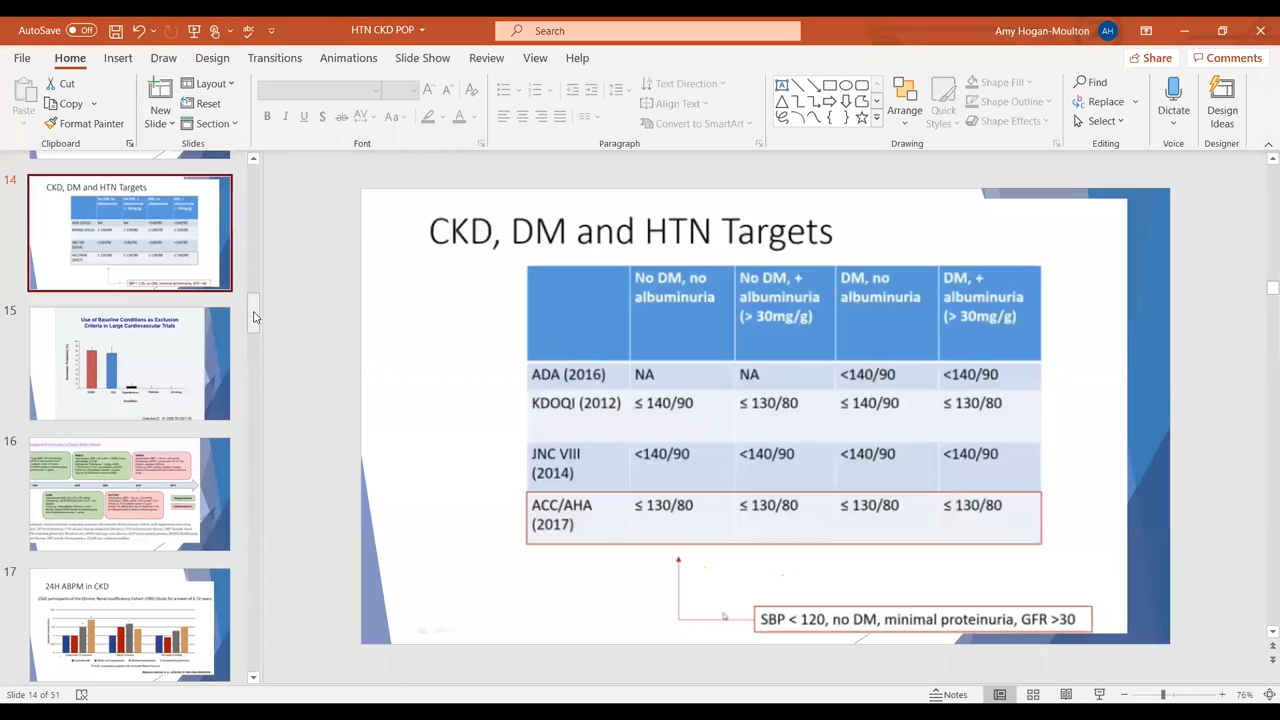 AutoSave Off HTN CKD POP Search Amy Hogan-Moulton AH
File Home Insert Draw Design Transitions Animations Slide Show Review View Help Share Comments
Paste Cut Copy Format Painter
New Slide Layout Reset Section
Text Direction
Align Text
Convert to SmartArt
Arrange Quick Styles
Shape Fill
Shape Outline
Shape Effects
Find
Replace
Select
Dictate Design Ideas
Clipboard Slides Font Paragraph Drawing Editing Voice Designer
14
CKD, DM and HTN Targets
15
Use of Baseline Conditions as Exclusion
Criteria in Large Cardiovascular Trials
16
17
24H ABPM in CKD
CKD, DM and HTN Targets
No DM, no albuminuria
No DM, + albuminuria (> 30mg/g)
DM, no albuminuria
DM, + albuminuria (> 30mg/g)
ADA (2016) NA NA <140/90 <140/90
KDOQI (2012) ≤ 140/90 ≤ 130/80 ≤ 140/90 ≤ 130/80
JNC VIII (2014) <140/90 <140/90 <140/90 <140/90
ACC/AHA (2017) ≤ 130/80 ≤ 130/80 ≤ 130/80 ≤ 130/80
SBP < 120, no DM, minimal proteinuria, GFR >30
Slide 14 of 51 Notes 76%